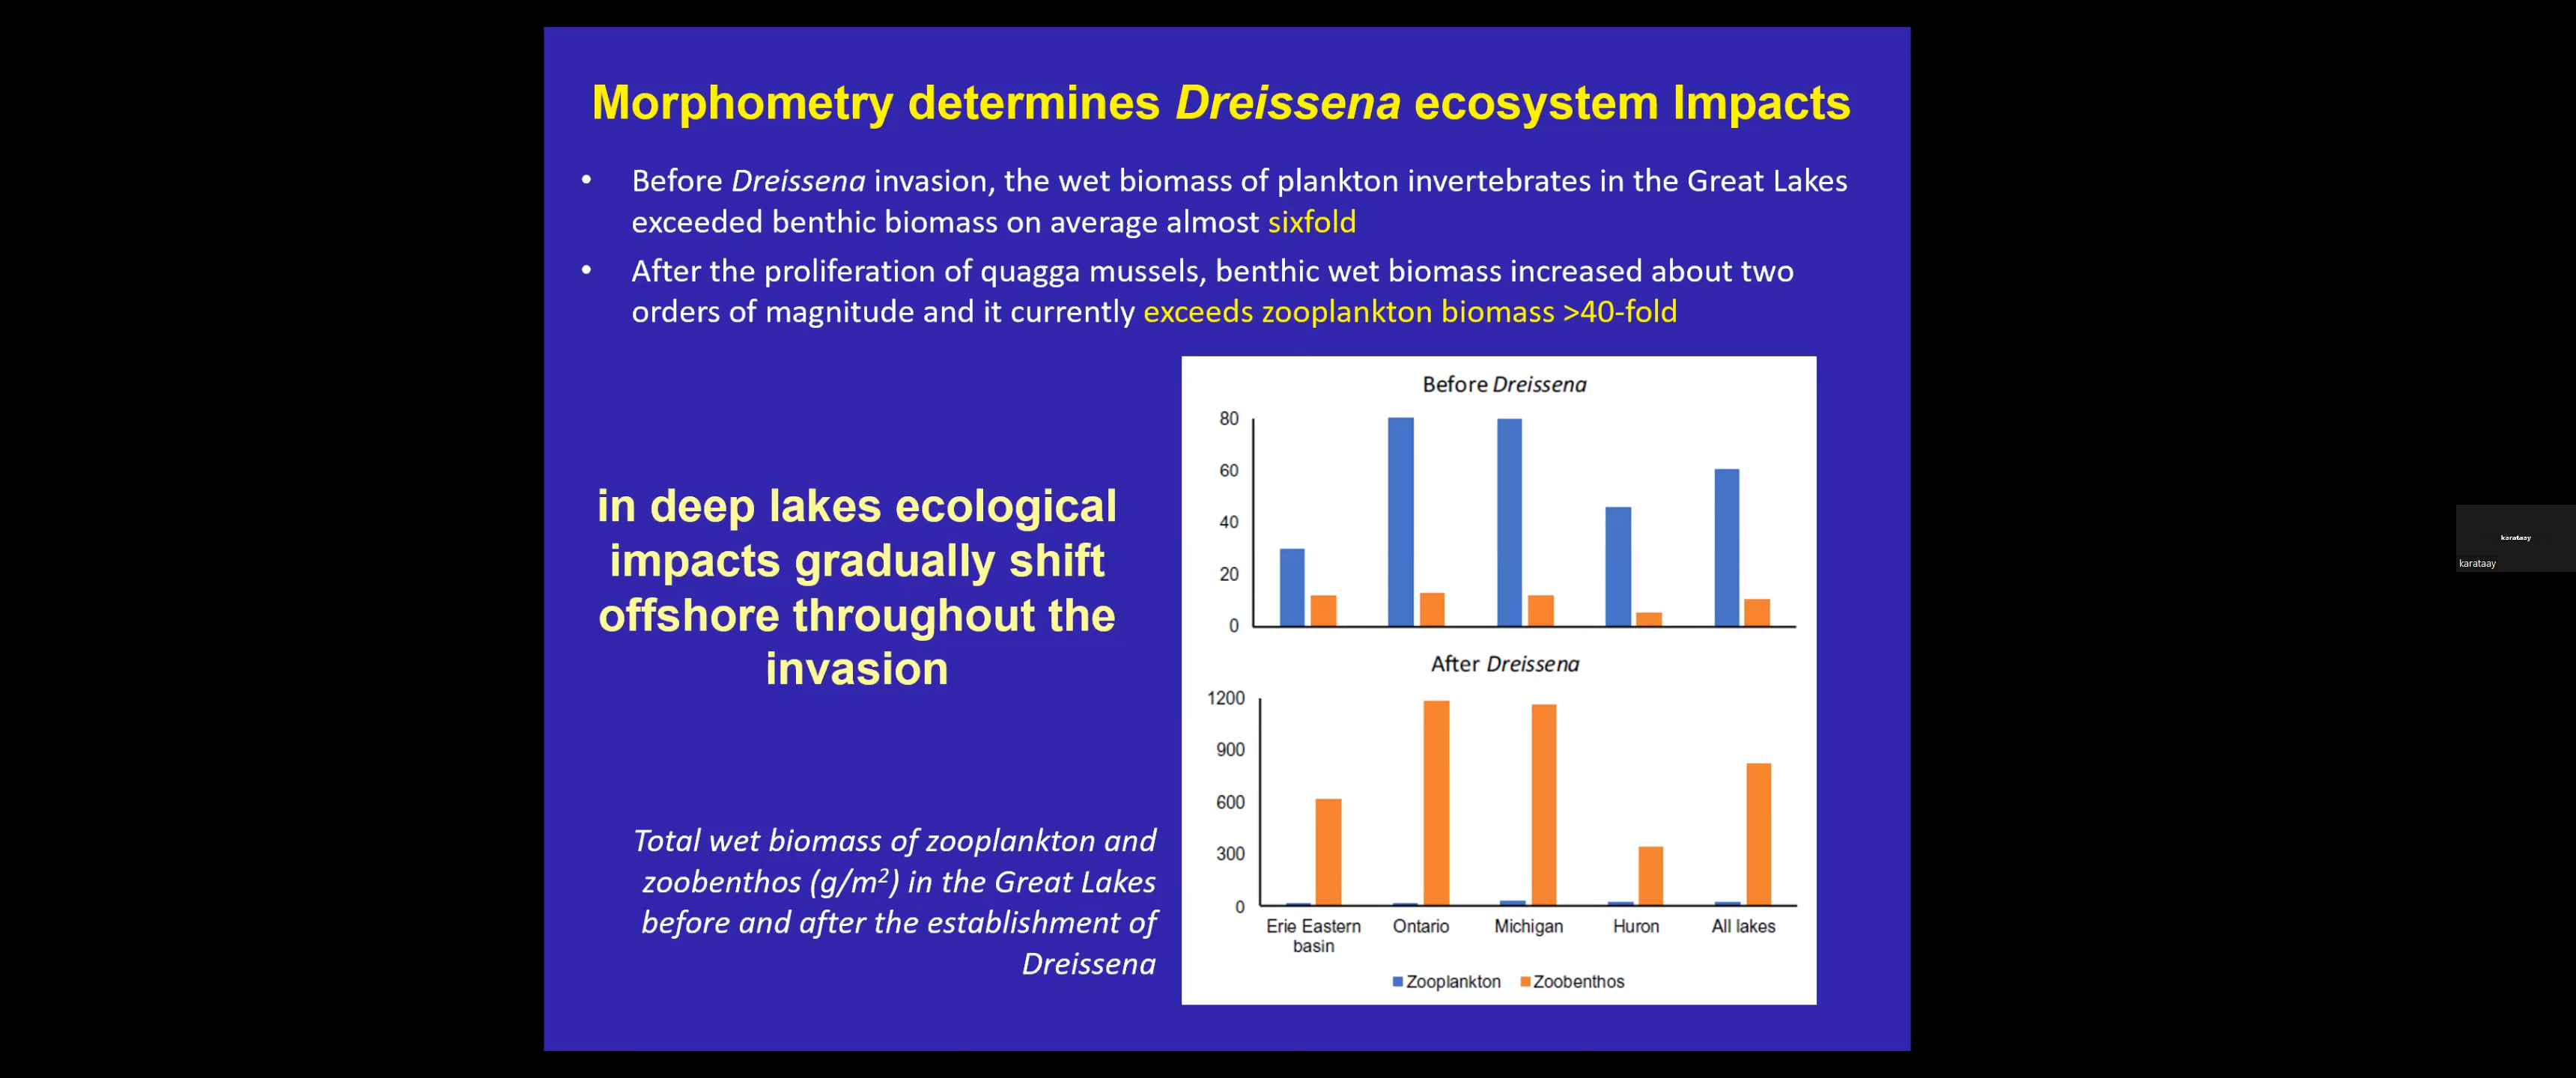 Morphometry determines Dreissena ecosystem Impacts
• Before Dreissena invasion, the wet biomass of plankton invertebrates in the Great Lakes
exceeded benthic biomass on average almost sixfold
• After the proliferation of quagga mussels, benthic wet biomass increased about two
orders of magnitude and it currently exceeds zooplankton biomass >40-fold
in deep lakes ecological
impacts gradually shift
offshore throughout the
invasion
Total wet biomass of zooplankton and
zoobenthos (g/m²) in the Great Lakes
before and after the establishment of
Dreissena
Before Dreissena
80
60
40
20
0
After Dreissena
1200
900
600
300
0
Erie Eastern
basin
Ontario
Michigan
Huron
All lakes
Zooplankton
Zoobenthos
karataay
karataay